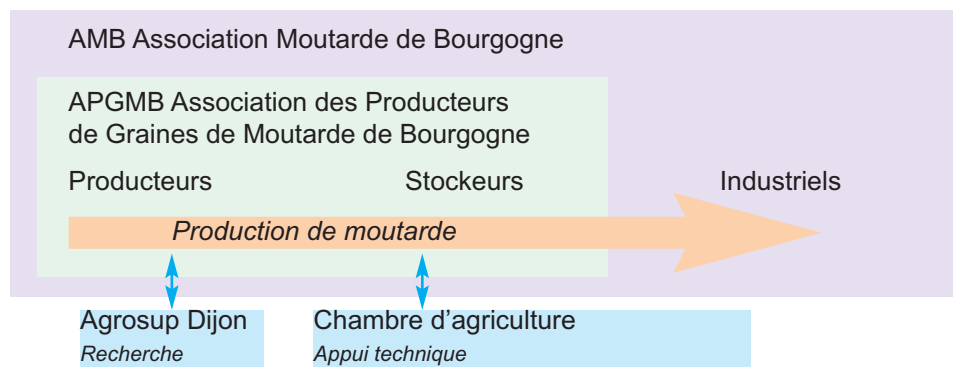 AMB Association Moutarde de Bourgogne
APGMB Association des Producteurs
de Graines de Moutarde de Bourgogne
Producteurs Stockeurs Industriels
Production de moutarde
Agrosup Dijon Chambre d'agriculture
Recherche Appui technique